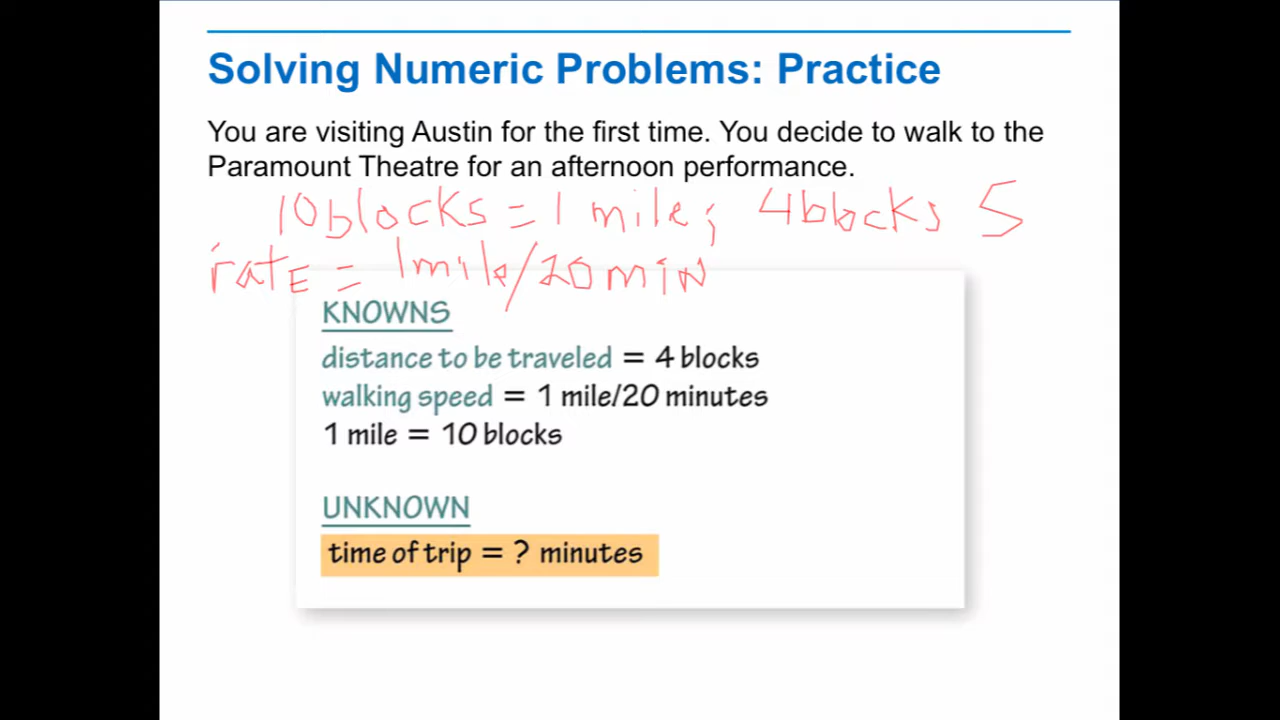 Solving Numeric Problems: Practice
You are visiting Austin for the first time. You decide to walk to the
Paramount Theatre for an afternoon performance.
10 blocks = 1 mile; 4 blocks S
ratE = 1 mile/20 miN
KNOWNS
distance to be traveled = 4 blocks
walking speed = 1 mile/20 minutes
1 mile = 10 blocks
UNKNOWN
time of trip = ? minutes